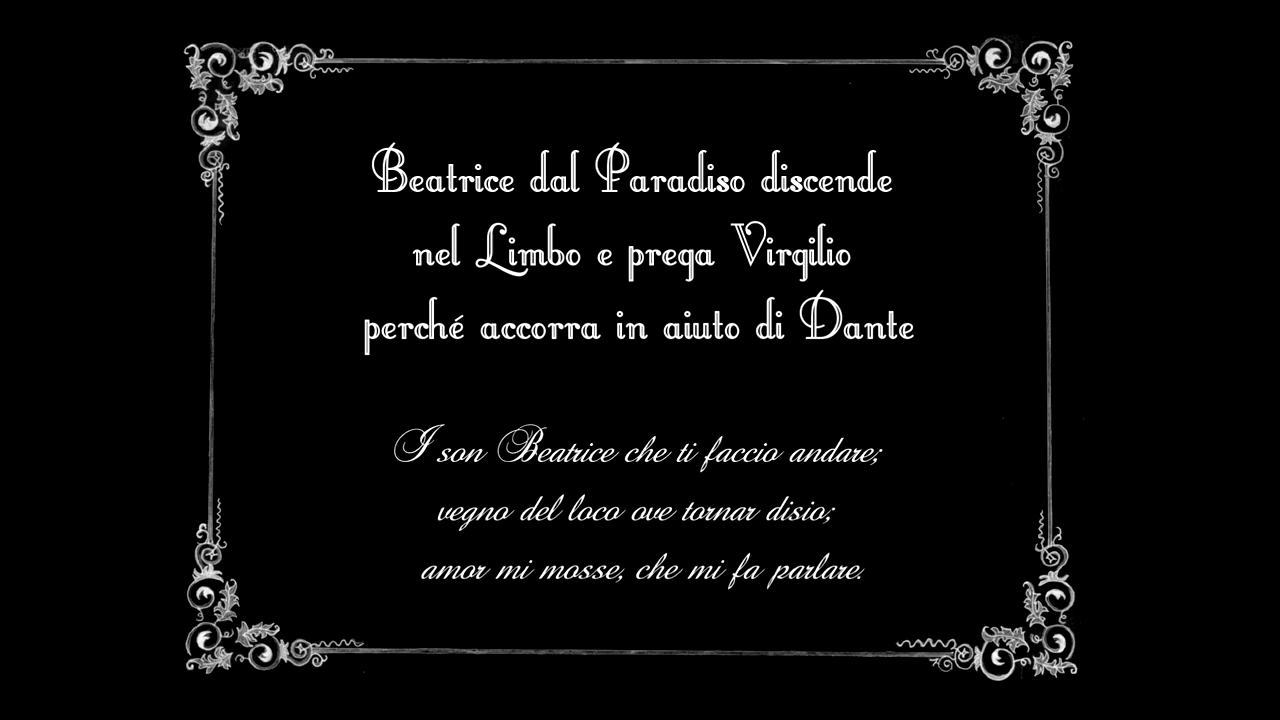 Beatrice dal Paradiso discende
nel Limbo e prega Virgilio
perché accorra in aiuto di Dante
I son Beatrice che ti faccio andare;
vegno del loco ove tornar disio;
amor mi mosse, che mi fa parlare.